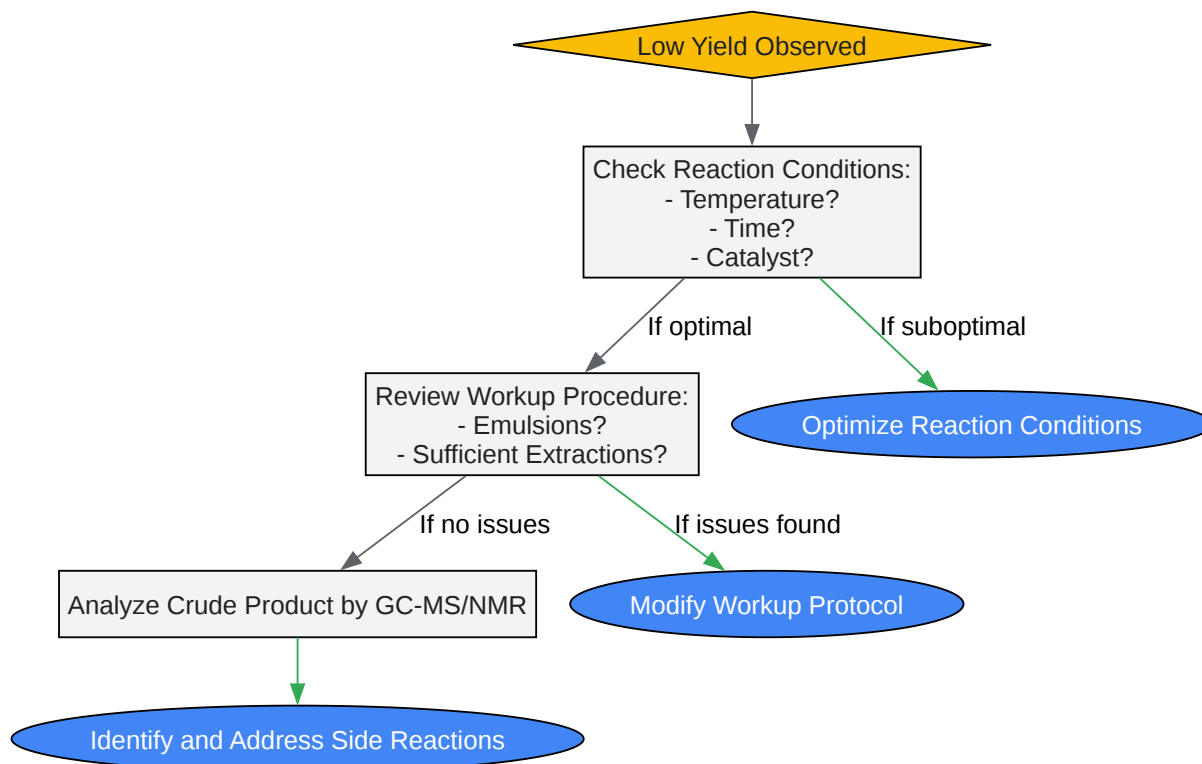 Low Yield Observed
Check Reaction Conditions:
- Temperature?
- Time?
- Catalyst?
If optimal
If suboptimal
Review Workup Procedure:
- Emulsions?
- Sufficient Extractions?
Optimize Reaction Conditions
If no issues
If issues found
Analyze Crude Product by GC-MS/NMR
Modify Workup Protocol
Identify and Address Side Reactions